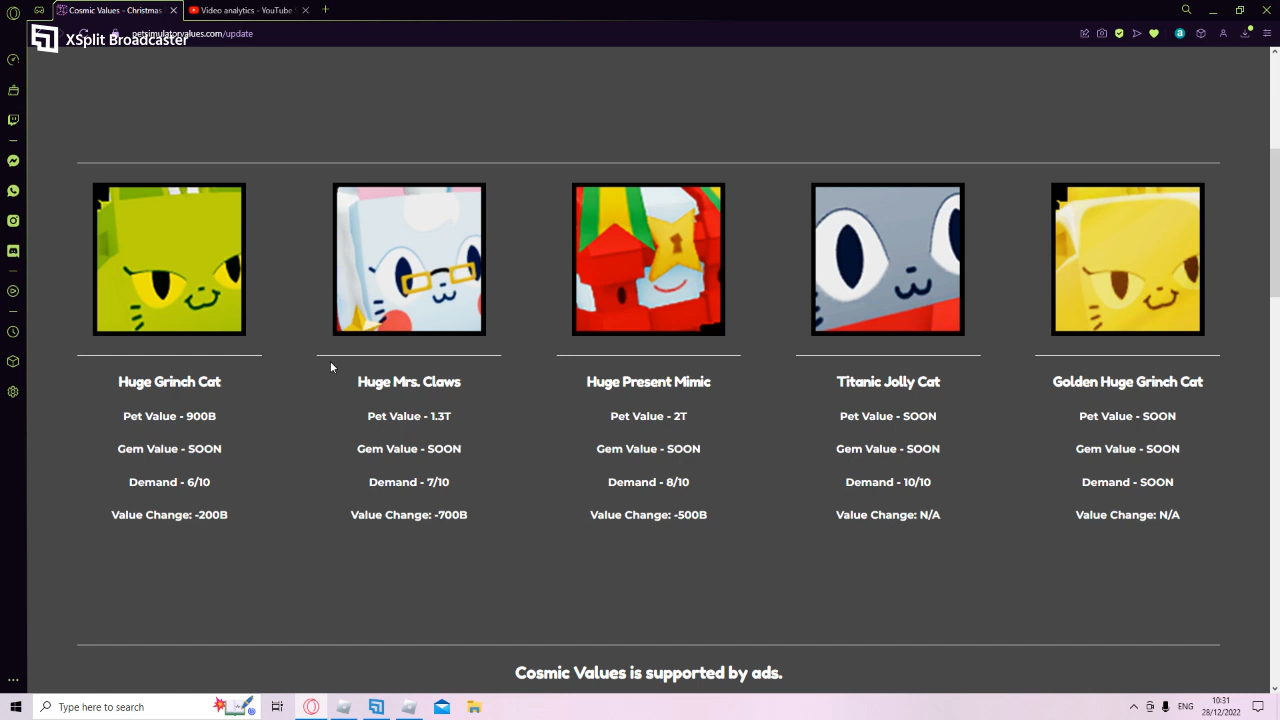 Cosmic Values - Christmas
Video analytics - YouTube
XSplit Broadcaster
petsimulatorvalues.com/update
Huge Grinch Cat
Huge Mrs. Claws
Huge Present Mimic
Titanic Jolly Cat
Golden Huge Grinch Cat
Pet Value - 900B
Pet Value - 1.3T
Pet Value - 2T
Pet Value - SOON
Pet Value - SOON
Gem Value - SOON
Gem Value - SOON
Gem Value - SOON
Gem Value - SOON
Gem Value - SOON
Demand - 6/10
Demand - 7/10
Demand - 8/10
Demand - 10/10
Demand - SOON
Value Change: -200B
Value Change: -700B
Value Change: -500B
Value Change: N/A
Value Change: N/A
Cosmic Values is supported by ads.
Type here to search
ENG
10:31
28/12/2022